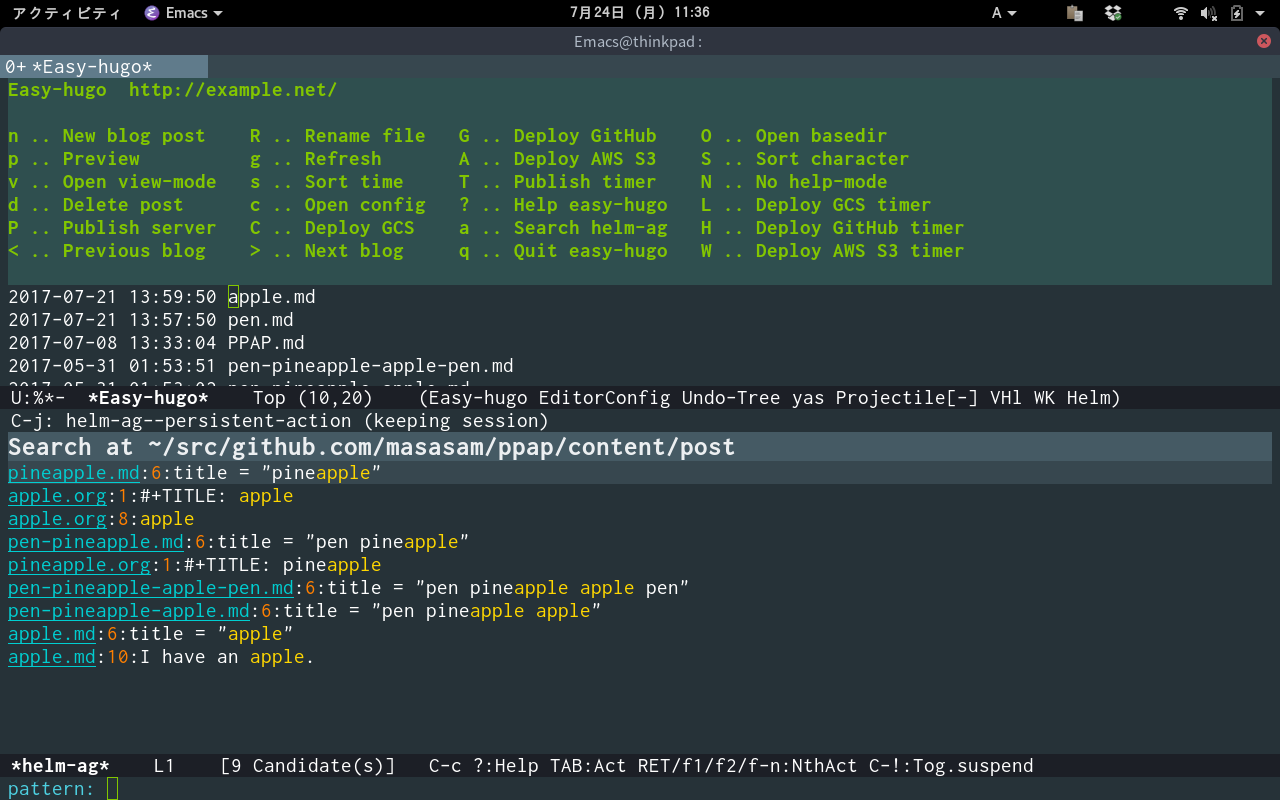 アクティビティ Emacs 7月24日 (月) 11:36 A
Emacs@thinkpad:
0+ *Easy-hugo*
Easy-hugo  http://example.net/
n .. New blog post    R .. Rename file   G .. Deploy GitHub    O .. Open basedir
p .. Preview          g .. Refresh       A .. Deploy AWS S3    S .. Sort character
v .. Open view-mode   s .. Sort time     T .. Publish timer    N .. No help-mode
d .. Delete post      c .. Open config   ? .. Help easy-hugo   L .. Deploy GCS timer
P .. Publish server   C .. Deploy GCS    a .. Search helm-ag   H .. Deploy GitHub timer
< .. Previous blog    > .. Next blog     q .. Quit easy-hugo   W .. Deploy AWS S3 timer
2017-07-21 13:59:50 apple.md
2017-07-21 13:57:50 pen.md
2017-07-08 13:33:04 PPAP.md
2017-05-31 01:53:51 pen-pineapple-apple-pen.md
U:%*-  *Easy-hugo*    Top (10,20)    (Easy-hugo EditorConfig Undo-Tree yas Projectile[-] VHl WK Helm)
C-j: helm-ag--persistent-action (keeping session)
Search at ~/src/github.com/masasam/ppap/content/post
pineapple.md:6:title = "pineapple"
apple.org:1:#+TITLE: apple
apple.org:8:apple
pen-pineapple.md:6:title = "pen pineapple"
pineapple.org:1:#+TITLE: pineapple
pen-pineapple-apple-pen.md:6:title = "pen pineapple apple pen"
pen-pineapple-apple.md:6:title = "pen pineapple apple"
apple.md:6:title = "apple"
apple.md:10:I have an apple.
*helm-ag*    L1    [9 Candidate(s)]   C-c ?:Help TAB:Act RET/f1/f2/f-n:NthAct C-!:Tog.suspend
pattern: